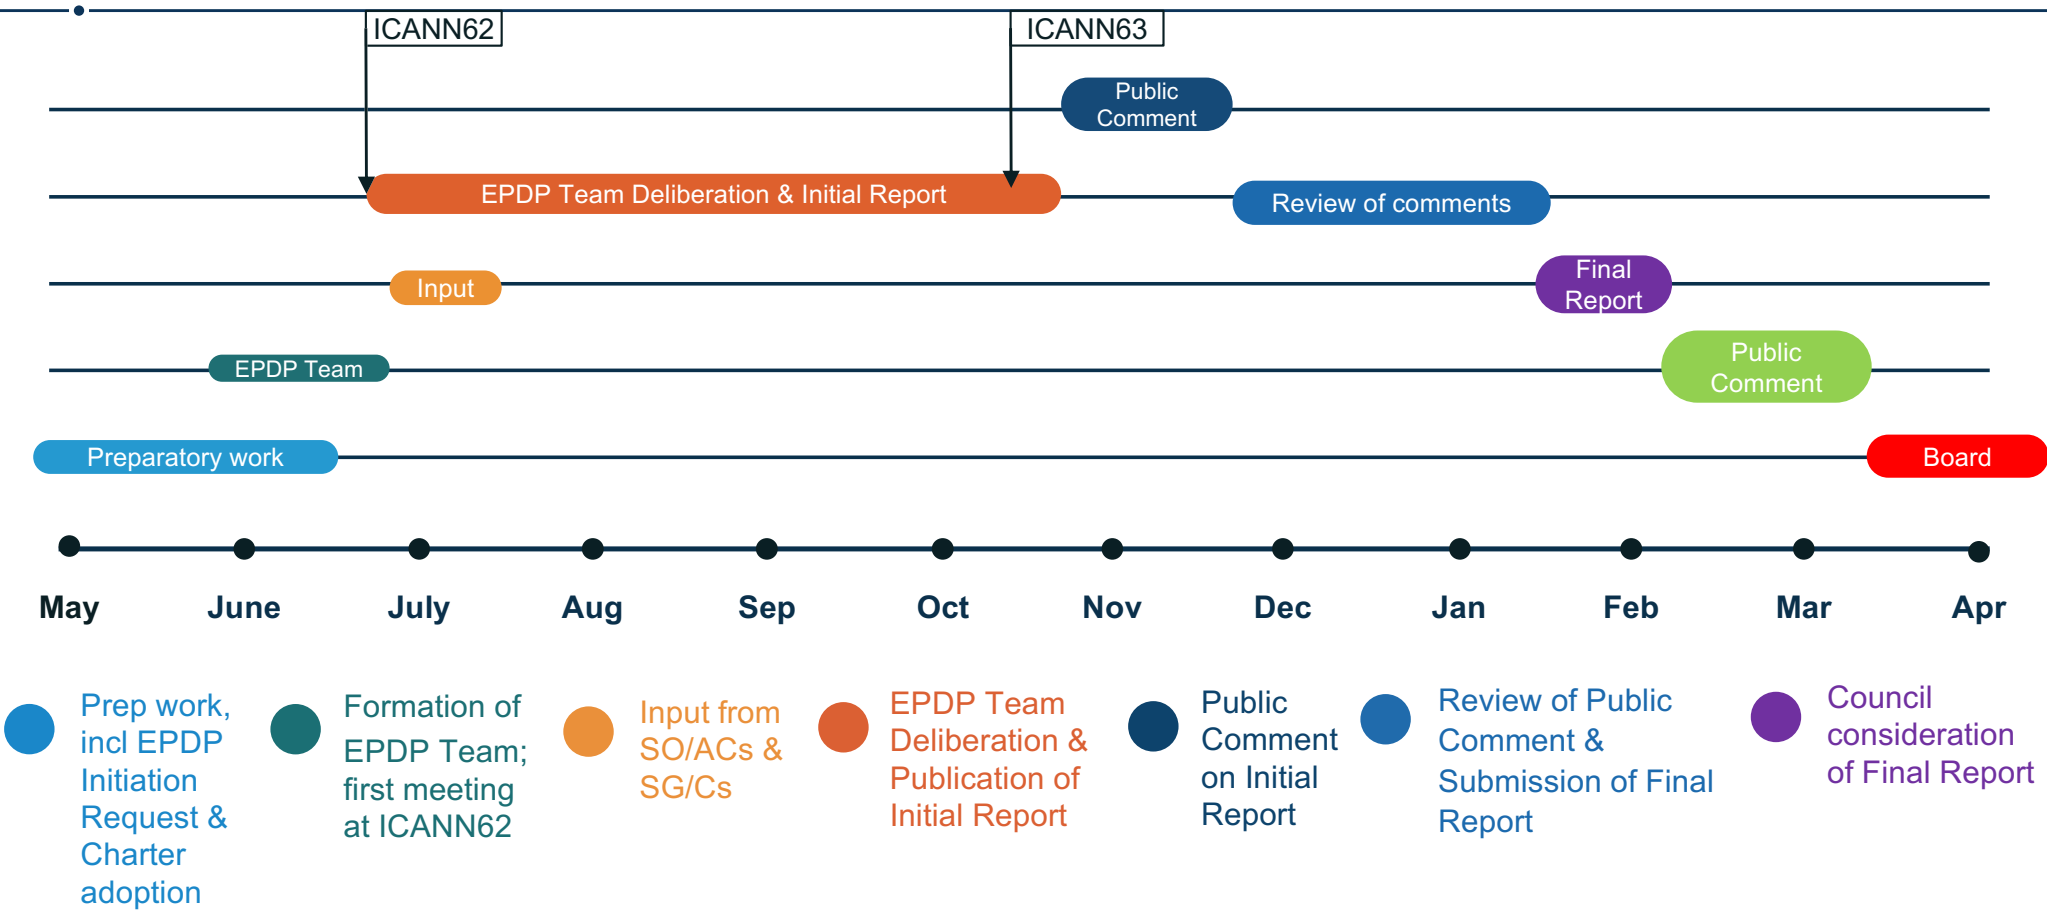 ICANN62
ICANN63
Public
Comment
EPDP Team Deliberation & Initial Report
Review of comments
Input
Final
Report
EPDP Team
Public
Comment
Preparatory work
Board
May
June
July
Aug
Sep
Oct
Nov
Dec
Jan
Feb
Mar
Apr
Prep work,
incl EPDP
Initiation
Request &
Charter
adoption
Formation of
EPDP Team;
first meeting
at ICANN62
Input from
SO/ACs &
SG/Cs
EPDP Team
Deliberation &
Publication of
Initial Report
Public
Comment
on Initial
Report
Review of Public
Comment &
Submission of Final
Report
Council
consideration
of Final Report